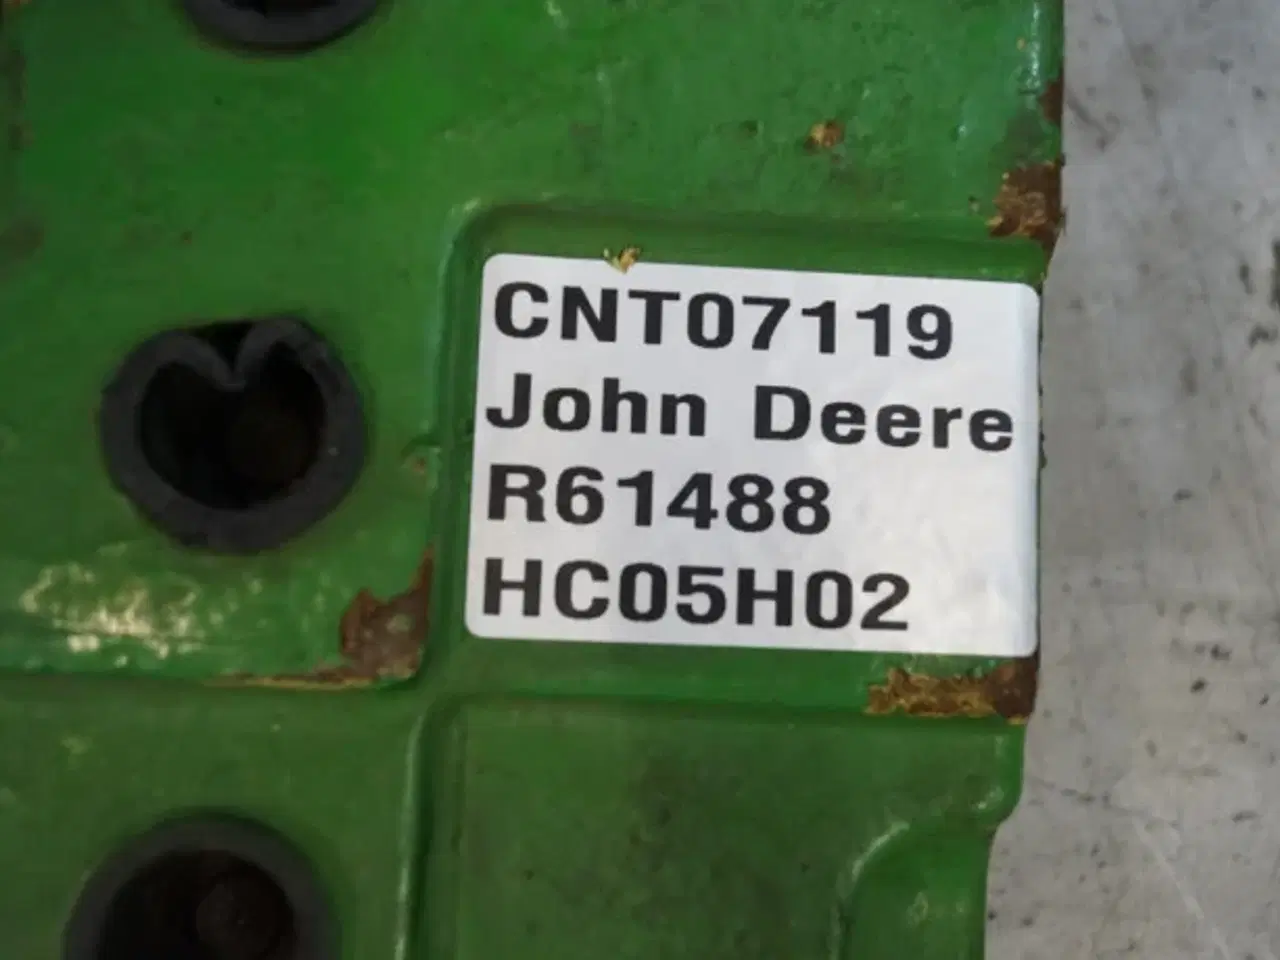 CNT07119
John Deere
R61488
HC05H02